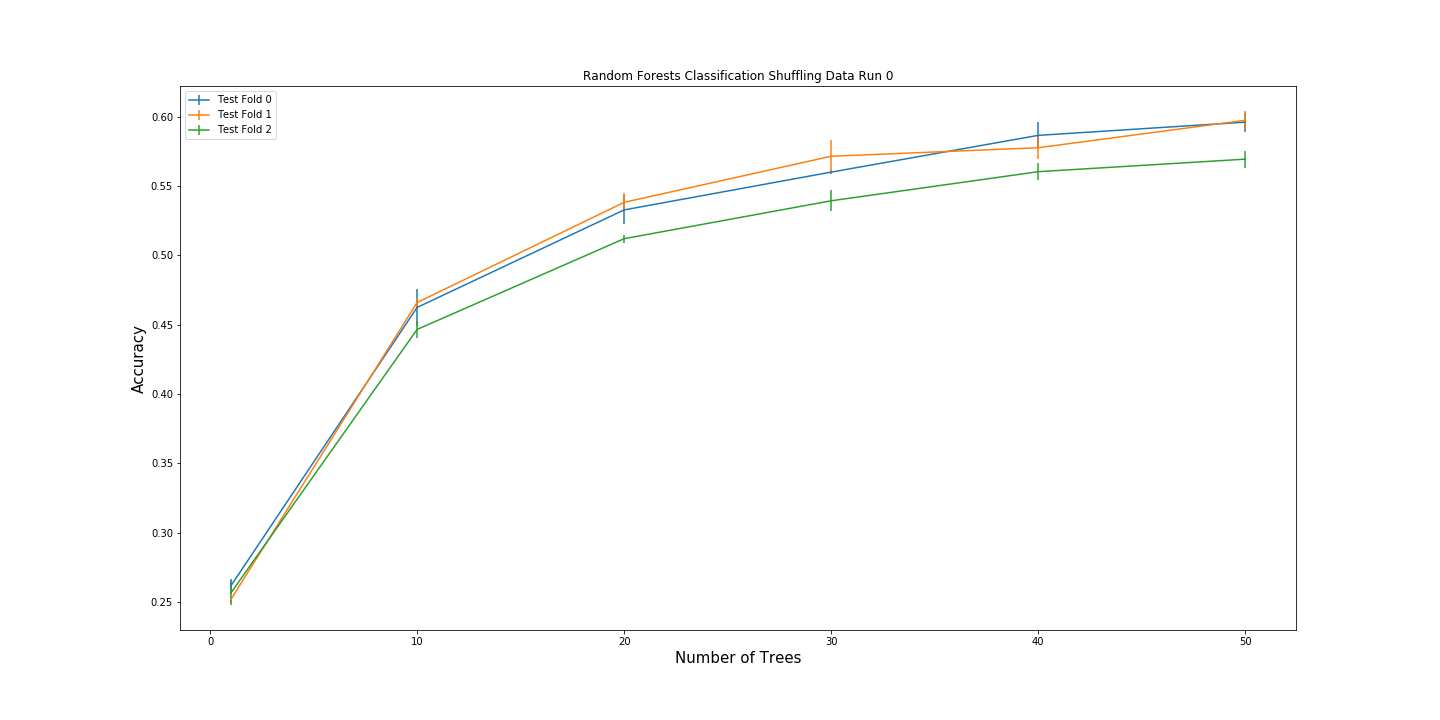 Random Forests Classification Shuffling Data Run 0
Test Fold 0
Test Fold 1
Test Fold 2
0.60
0.55
0.50
0.45
0.40
0.35
0.30
0.25
Accuracy
0 10 20 30 40 50
Number of Trees